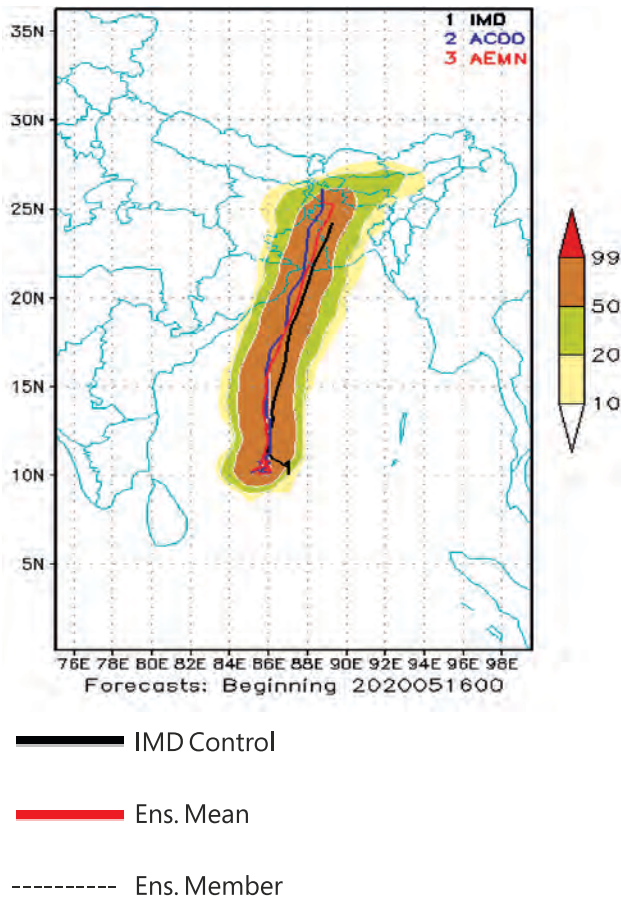 1 IMD
2 ACOO
3 AEMN
35N
30N
25N
20N
15N
10N
5N
99
50
20
10
76E 78E 80E 82E 84E 86E 88E 90E 92E 94E 96E 98E
Forecasts: Beginning 2020051600
IMD Control
Ens. Mean
Ens. Member